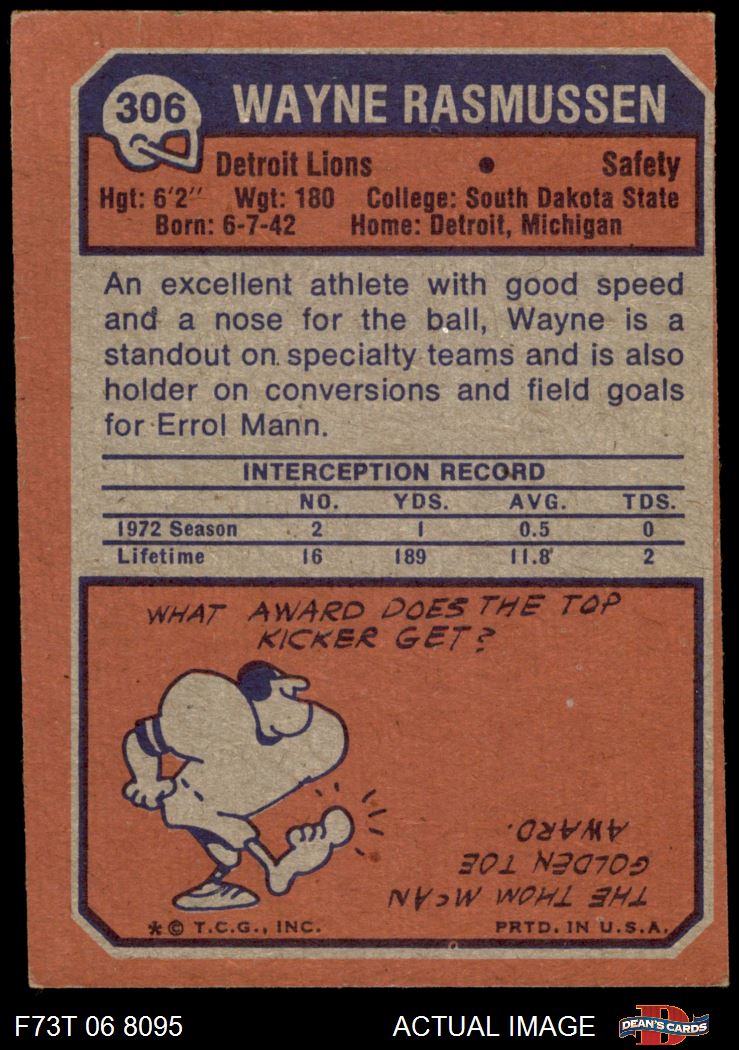 306 WAYNE RASMUSSEN
Detroit Lions • Safety
Hgt: 6'2" Wgt: 180 College: South Dakota State
Born: 6-7-42 Home: Detroit, Michigan
An excellent athlete with good speed
and a nose for the ball, Wayne is a
standout on specialty teams and is also
holder on conversions and field goals
for Errol Mann.
INTERCEPTION RECORD
NO. YDS. AVG. TDS.
1972 Season 2 1 0.5 0
Lifetime 16 189 11.8 2
WHAT AWARD DOES THE TOP
KICKER GET?
THE THOM McAN
GOLDEN TOE
AWARD.
*© T.C.G., INC. PRTD. IN U.S.A.
F73T 06 8095 ACTUAL IMAGE D DEAN'S CARDS